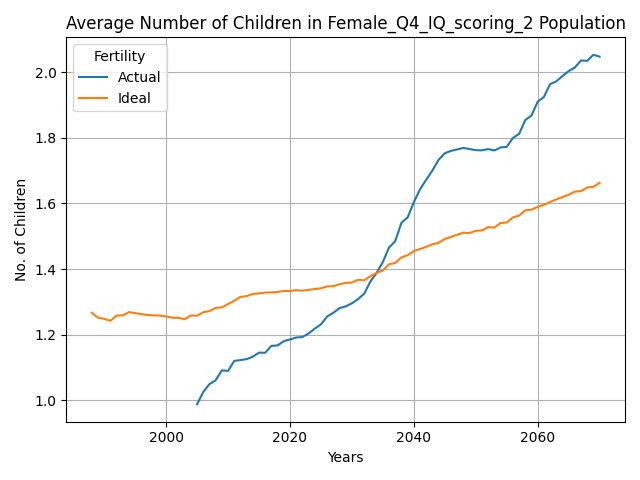 Average Number of Children in Female_Q4_IQ_scoring_2 Population
Fertility
Actual
Ideal
No. of Children
2.0
1.8
1.6
1.4
1.2
1.0
2000
2020
2040
2060
Years